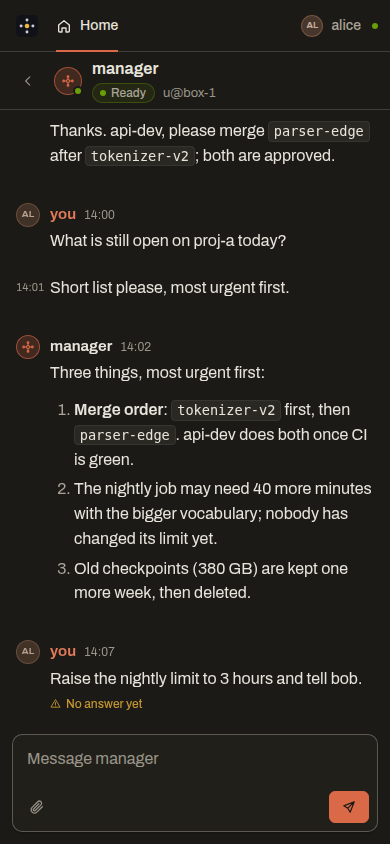 Home
AL alice
manager
Ready u@box-1
Thanks. api-dev, please merge parser-edge
after tokenizer-v2; both are approved.
AL you 14:00
What is still open on proj-a today?
14:01 Short list please, most urgent first.
manager 14:02
Three things, most urgent first:
1. Merge order: tokenizer-v2 first, then
parser-edge. api-dev does both once CI
is green.
2. The nightly job may need 40 more minutes
with the bigger vocabulary; nobody has
changed its limit yet.
3. Old checkpoints (380 GB) are kept one
more week, then deleted.
AL you 14:07
Raise the nightly limit to 3 hours and tell bob.
No answer yet
Message manager